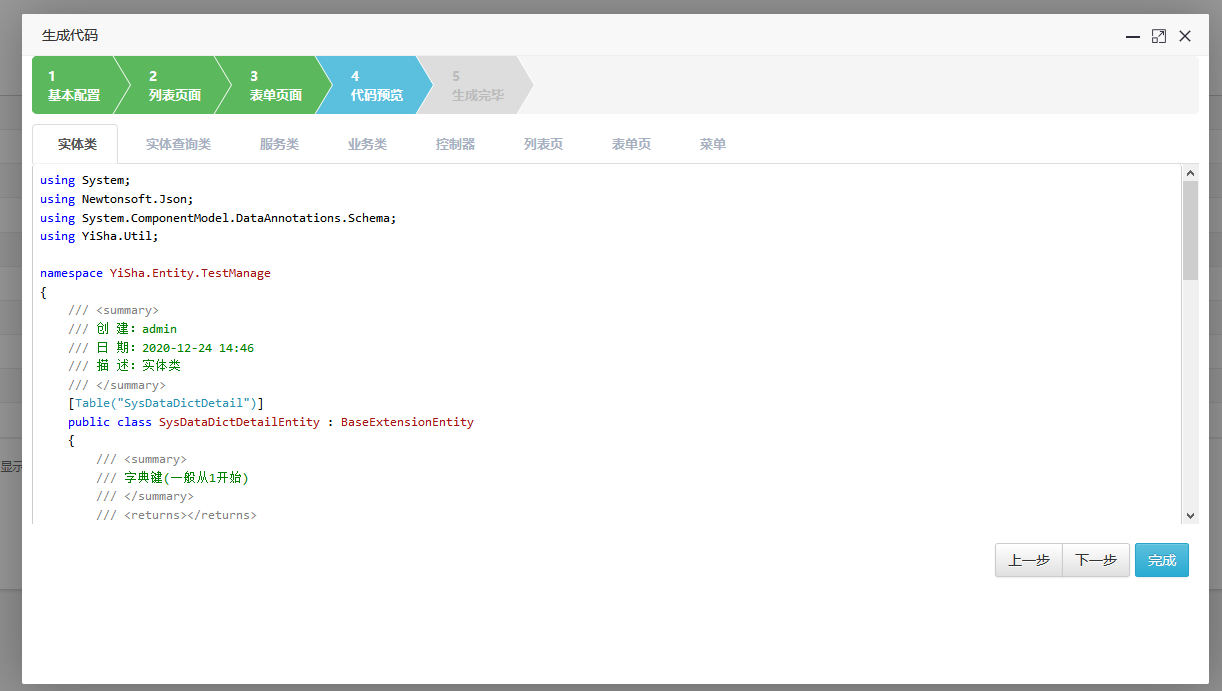 生成代码
1 2 3 4 5
基本配置 列表页面 表单页面 代码预览 生成完毕
实体类 实体查询类 服务类 业务类 控制器 列表页 表单页 菜单
using System;
using Newtonsoft.Json;
using System.ComponentModel.DataAnnotations.Schema;
using YiSha.Util;
namespace YiSha.Entity.TestManage
{
/// <summary>
/// 创 建：admin
/// 日 期：2020-12-24 14:46
/// 描 述：实体类
/// </summary>
[Table("SysDataDictDetail")]
public class SysDataDictDetailEntity : BaseExtensionEntity
{
/// <summary>
/// 字典键(一般从1开始)
/// </summary>
/// <returns></returns>
显示
上一步 下一步 完成